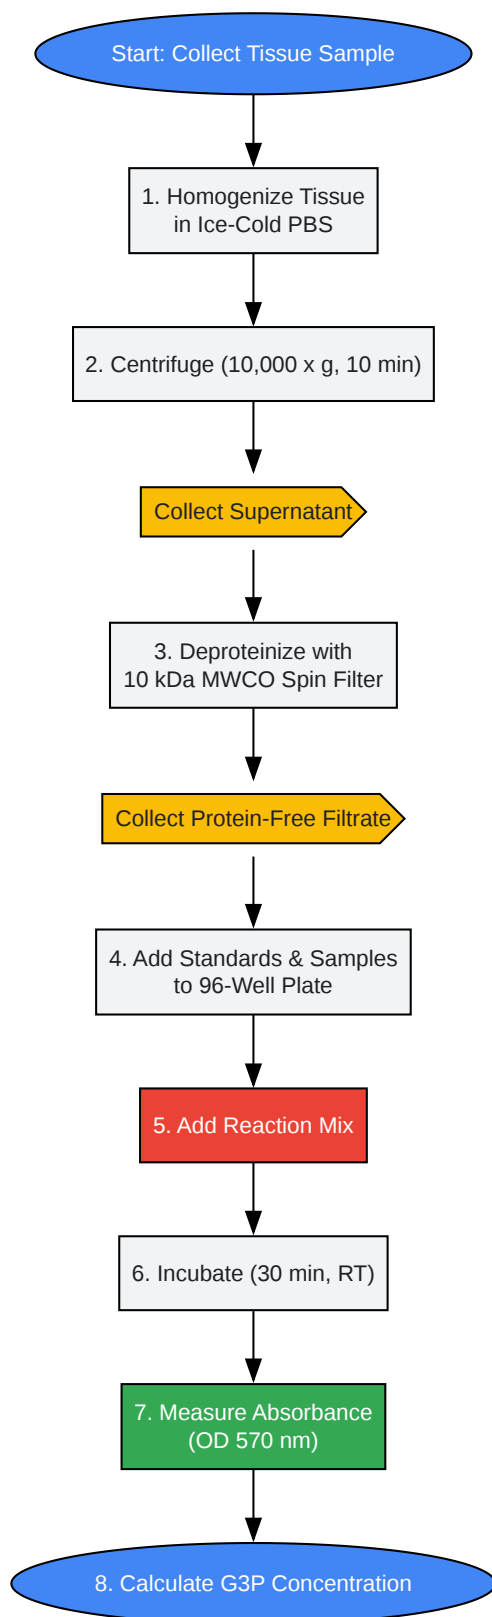 Start: Collect Tissue Sample
1. Homogenize Tissue
in Ice-Cold PBS
2. Centrifuge (10,000 x g, 10 min)
Collect Supernatant
3. Deproteinize with
10 kDa MWCO Spin Filter
Collect Protein-Free Filtrate
4. Add Standards & Samples
to 96-Well Plate
5. Add Reaction Mix
6. Incubate (30 min, RT)
7. Measure Absorbance
(OD 570 nm)
8. Calculate G3P Concentration